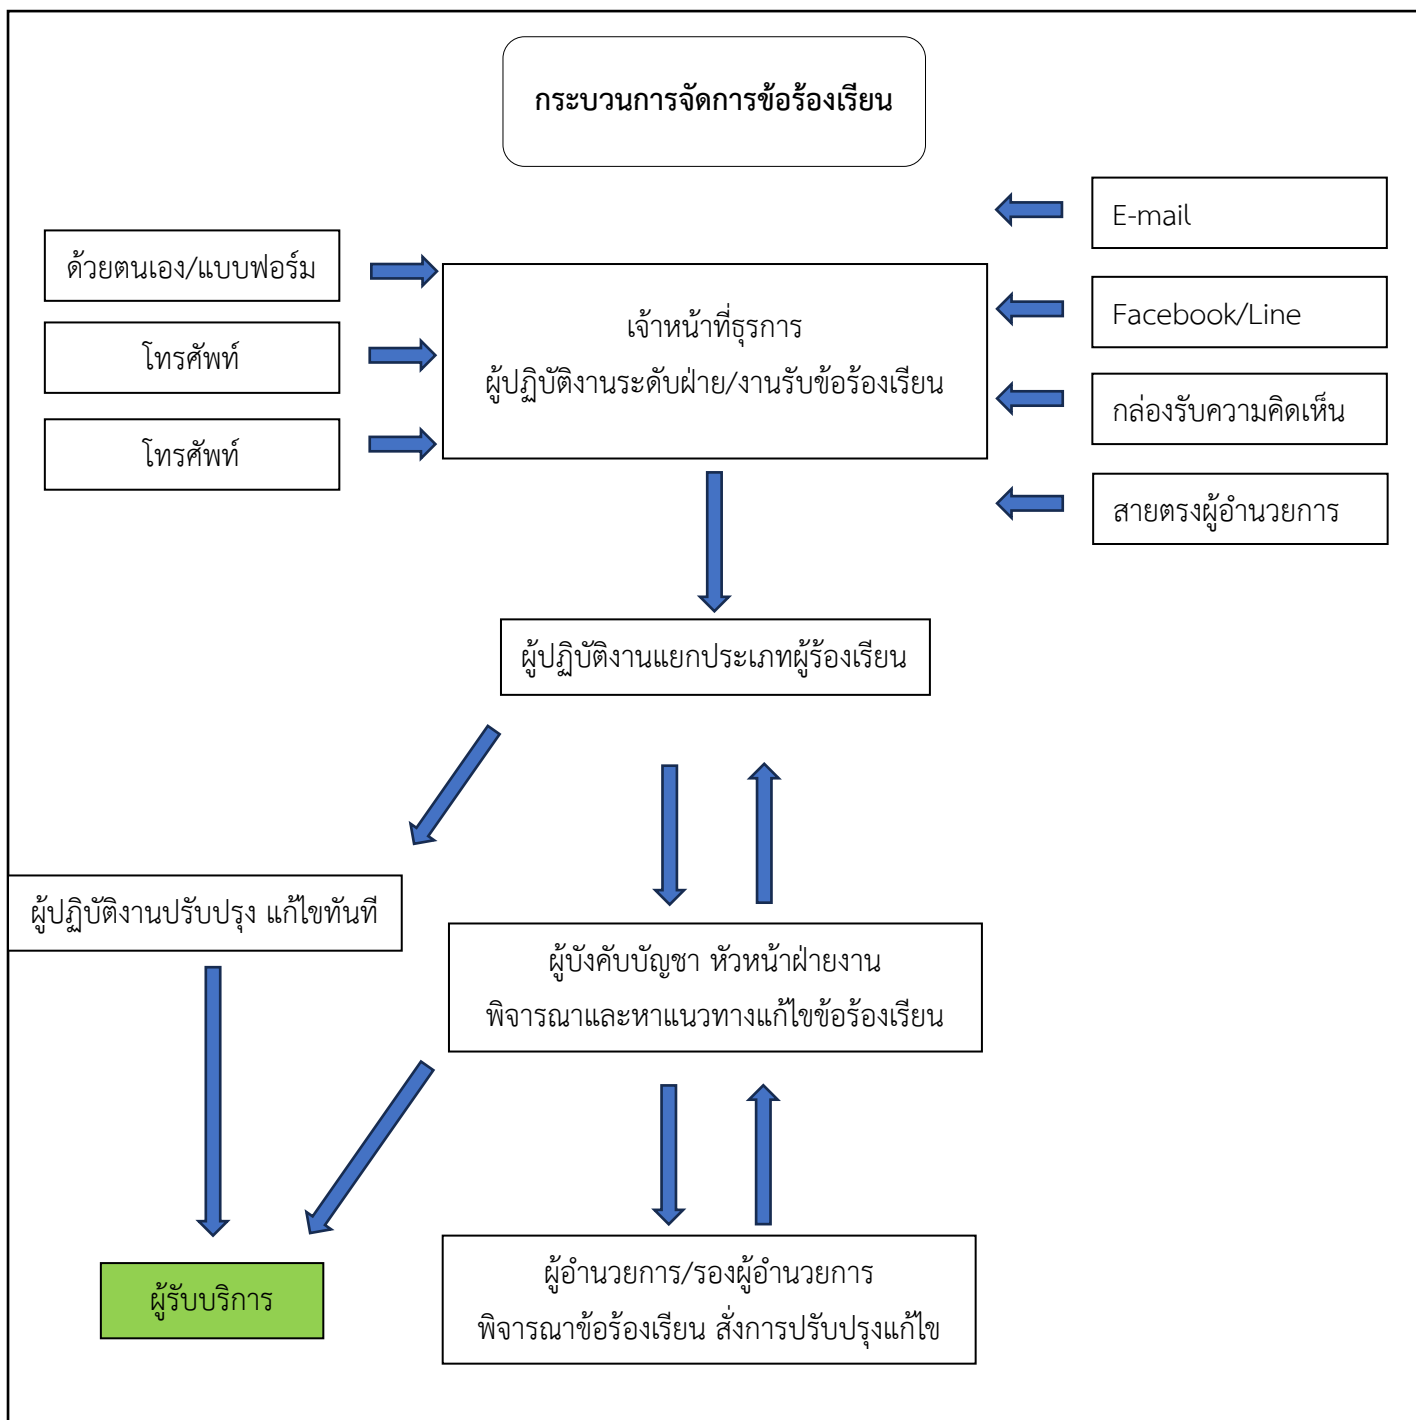 กระบวนการจัดการข้อร้องเรียน
ด้วยตนเอง/แบบฟอร์ม
โทรศัพท์
โทรศัพท์
เจ้าหน้าที่ธุรการ
ผู้ปฏิบัติงานระดับฝ่าย/งานรับข้อร้องเรียน
E-mail
Facebook/Line
กล่องรับความคิดเห็น
สายตรงผู้อำนวยการ
ผู้ปฏิบัติงานแยกประเภทผู้ร้องเรียน
ผู้ปฏิบัติงานปรับปรุง แก้ไขทันที
ผู้บังคับบัญชา หัวหน้าฝ่ายงาน
พิจารณาและหาแนวทางแก้ไขข้อร้องเรียน
ผู้รับบริการ
ผู้อำนวยการ/รองผู้อำนวยการ
พิจารณาข้อร้องเรียน สั่งการปรับปรุงแก้ไข